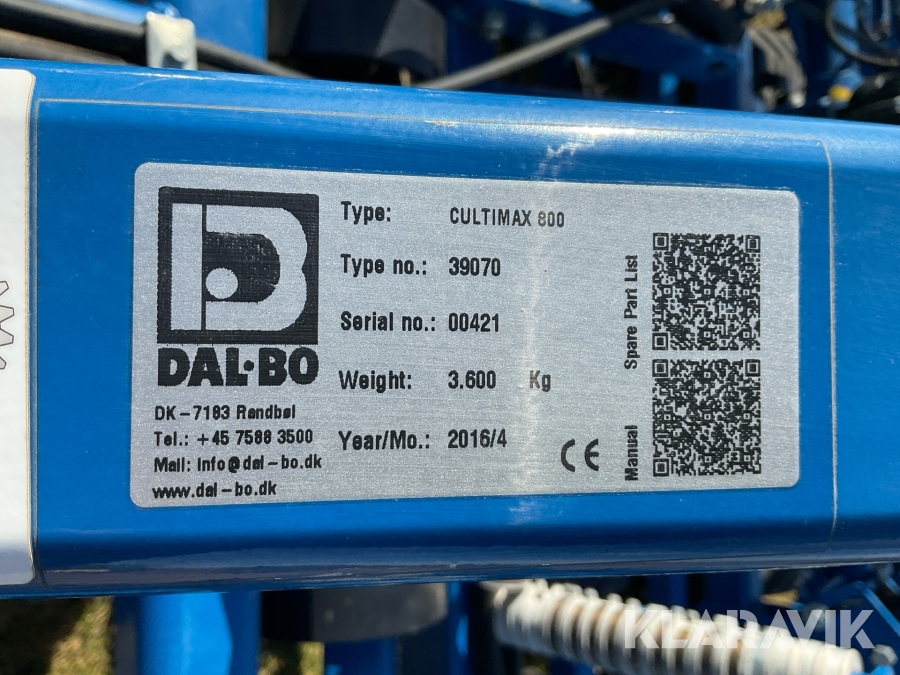 Type: CULTIMAX 800
Type no.: 39070
Serial no.: 00421
Weight: 3.600 Kg
Year/Mo.: 2016/4
DAL·BO
DK-7183 Randbøl
Tel.: +45 7588 3500
Mail: info@dal-bo.dk
www.dal-bo.dk
CE
Spare Part List
Manual
KLARAVIK